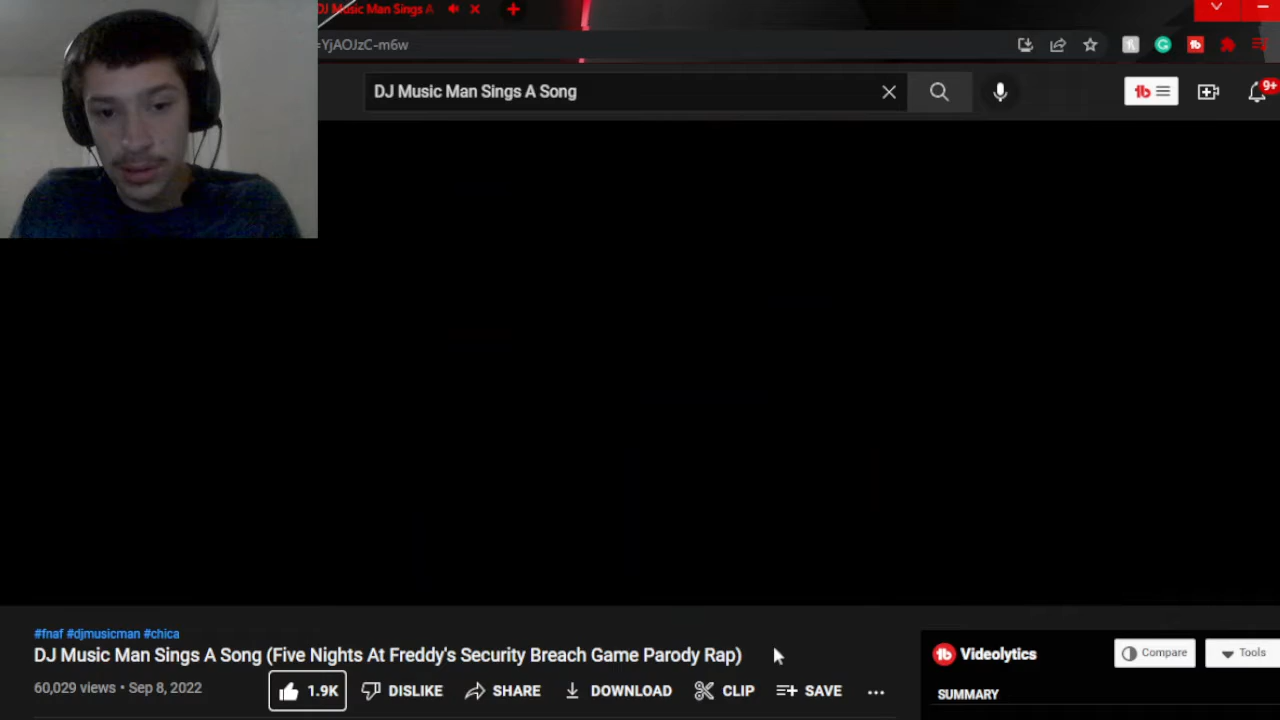 DJ Music Man Sings A
=YjAOJzC-m6w
DJ Music Man Sings A Song
9+
#fnaf #djmusicman #chica
DJ Music Man Sings A Song (Five Nights At Freddy's Security Breach Game Parody Rap)
60,029 views • Sep 8, 2022
1.9K
DISLIKE
SHARE
DOWNLOAD
CLIP
SAVE
Videolytics
Compare
Tools
SUMMARY